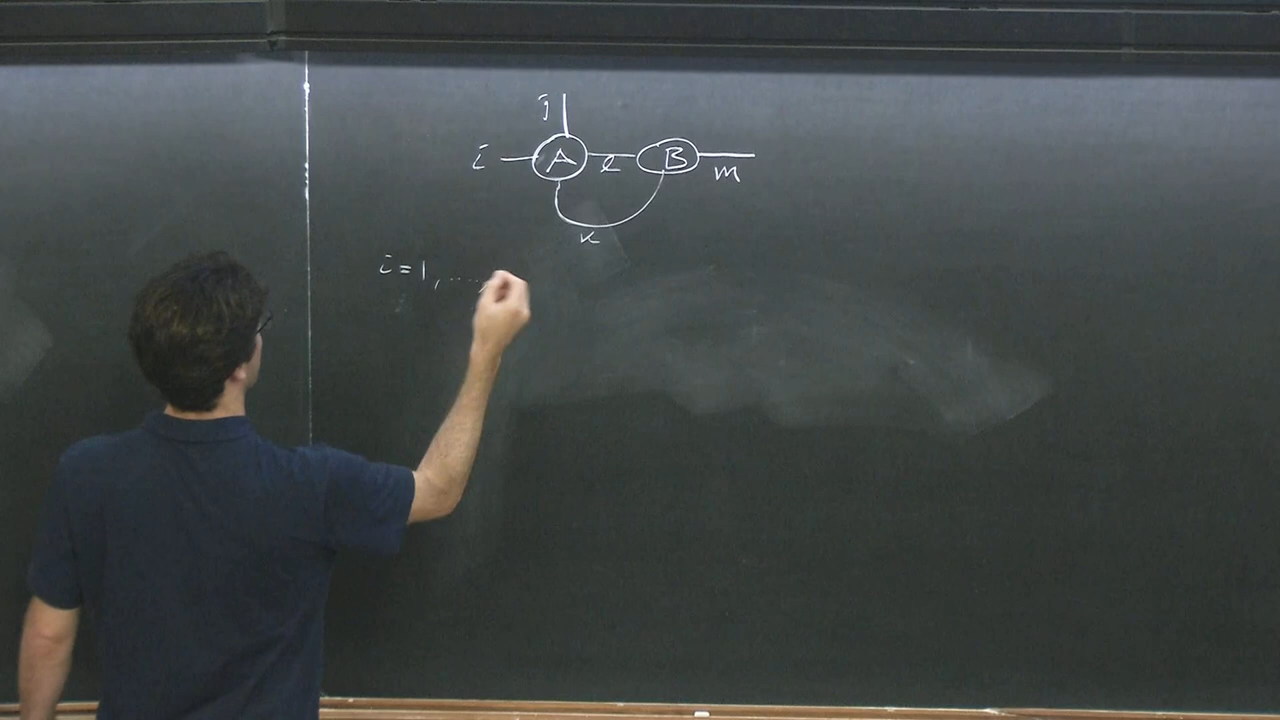 j
i A l B m
k
i = 1, ....,